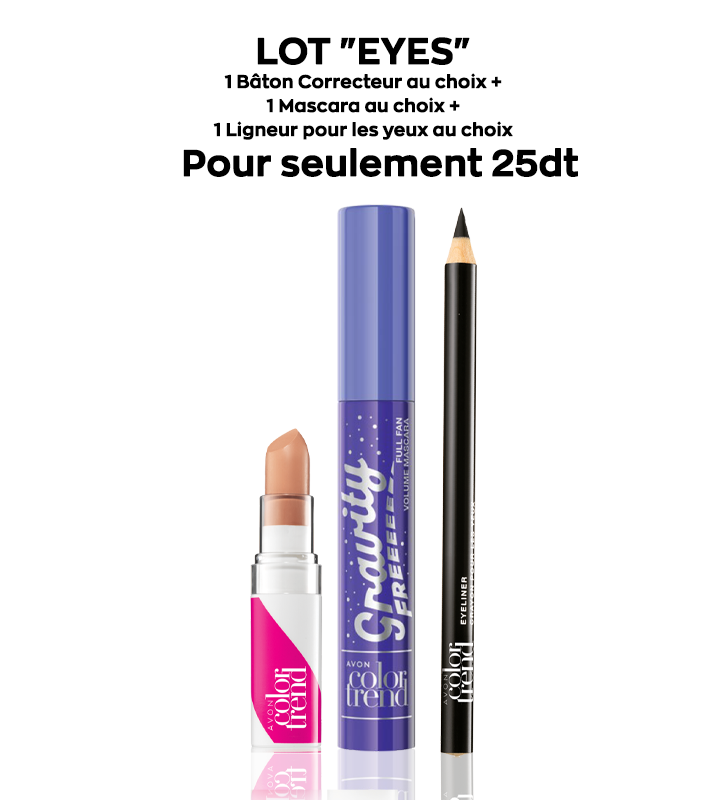 LOT "EYES"
1 Bâton Correcteur au choix +
1 Mascara au choix +
1 Ligneur pour les yeux au choix
Pour seulement 25dt
AVON
color
trend
Gravity
FREEEEEE
FULL FAN
VOLUME MASCARA
AVON
color
trend
EYELINER
AVON
color
trend